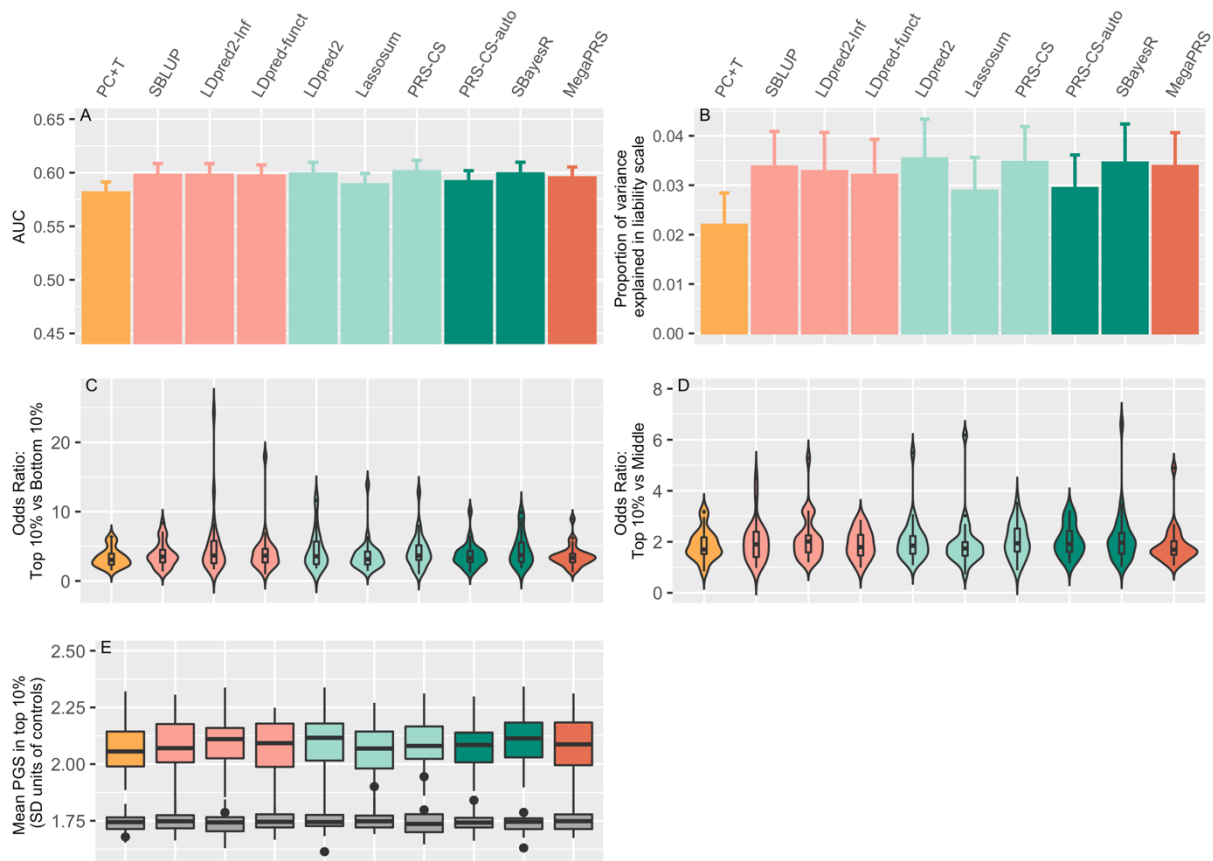 PC+T
SBLUP
LDpred2-Inf
LDpred-funct
LDpred2
Lassosum
PRS-CS
PRS-CS-auto
SBayesR
MegaPRS
PC+T
SBLUP
LDpred2-Inf
LDpred-funct
LDpred2
Lassosum
PRS-CS
PRS-CS-auto
SBayesR
MegaPRS
A
AUC
0.65
0.60
0.55
0.50
0.45
B
Proportion of variance
explained in liability scale
0.04
0.03
0.02
0.01
0.00
C
Odds Ratio:
Top 10% vs Bottom 10%
20
10
0
D
Odds Ratio:
Top 10% vs Middle
8
6
4
2
0
E
Mean PGS in top 10%
(SD units of controls)
2.50
2.25
2.00
1.75